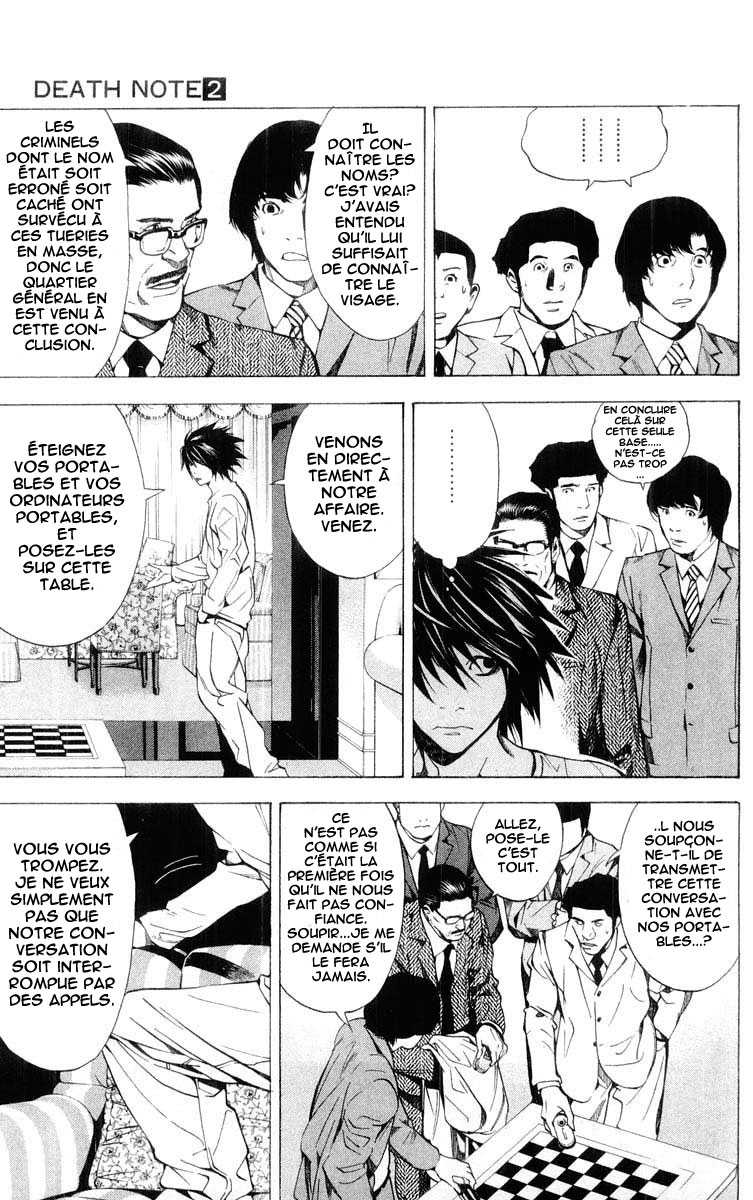 DEATH NOTE 2
..........
IL
DOIT CON-
NAÎTRE LES
NOMS?
C'EST VRAI?
J'AVAIS
ENTENDU
QU'IL LUI
SUFFISAIT
DE CONNAÎ-
TRE LE
VISAGE.
LES
CRIMINELS
DONT LE NOM
ÉTAIT SOIT
ERRONÉ SOIT
CACHÉ ONT
SURVÉCU À
CES TUERIES
EN MASSE,
DONC LE
QUARTIER
GÉNÉRAL EN
EST VENU À
CETTE CON-
CLUSION.
EN CONCLURE
CELÀ SUR
CETTE SEULE
BASE.....
N'EST-CE
PAS TROP
...
..........
VENONS
EN DIREC-
TEMENT À
NOTRE
AFFAIRE.
VENEZ.
ÉTEIGNEZ
VOS PORTA-
BLES ET VOS
ORDINATEURS
PORTABLES,
ET
POSEZ-LES
SUR CETTE
TABLE.
..L NOUS
SOUPÇON-
NE-T-IL DE
TRANSMET-
TRE CETTE
CONVERSA-
TION AVEC
NOS PORTA-
BLES...?
ALLEZ,
POSE-LE
C'EST
TOUT.
CE
N'EST PAS
COMME SI
C'ÉTAIT LA
PREMIÈRE FOIS
QU'IL NE NOUS
FAIT PAS CON-
FIANCE.
SOUPIR...JE ME
DEMANDE S'IL
LE FERA
JAMAIS.
VOUS VOUS
TROMPEZ.
JE NE VEUX
SIMPLEMENT
PAS QUE
NOTRE CON-
VERSATION
SOIT INTER-
ROMPUE PAR
DES APPELS.